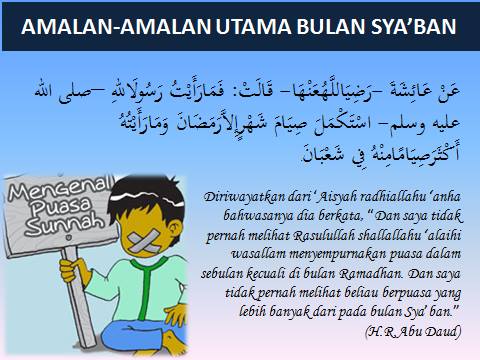 AMALAN-AMALAN UTAMA BULAN SYA’BAN
عَنْ عَائِشَةَ –رَضِيَاللَّهُعَنْهَا– قَالَتْ: فَمَارَأَيْتُ رَسُولَاللهِ –صلى الله
عليه وسلم– اسْتَكْمَلَ صِيَامَ شَهْرٍإِلاَّرَمَضَانَ وَمَارَأَيْتُهُ
أَكْثَرَصِيَامًامِنْهُ فِي شَعْبَانَ.
Mengenal
Puasa
Sunnah
Diriwayatkan dari ‘ Aisyah radhiallahu ‘anha
bahwasanya dia berkata, “ Dan saya tidak
pernah melihat Rasulullah shallallahu ‘alaihi
wasallam menyempurnakan puasa dalam
sebulan kecuali di bulan Ramadhan. Dan saya
tidak pernah melihat beliau berpuasa yang
lebih banyak dari pada bulan Sya’ ban.”
(H.R Abu Daud)